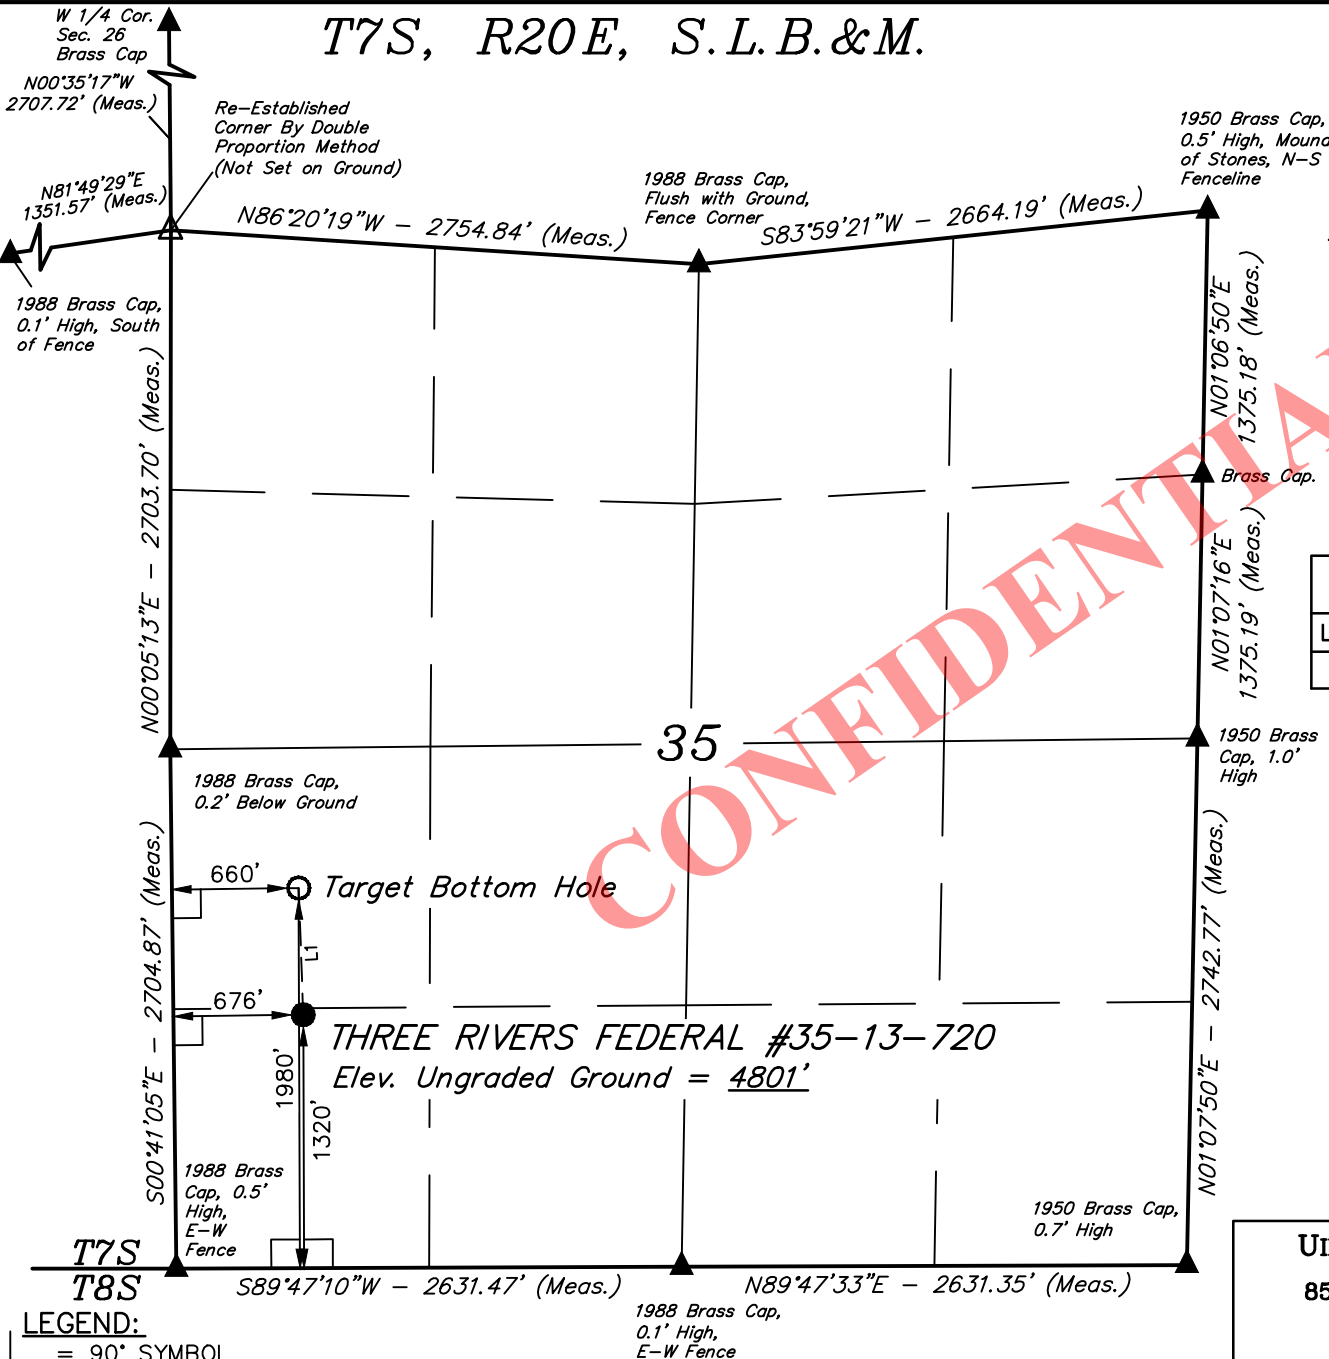 T7S, R20E, S.L.B.&M.
W 1/4 Cor.
Sec. 26
Brass Cap
N00°35'17"W
2707.72' (Meas.)
Re-Established
Corner By Double
Proportion Method
(Not Set on Ground)
N81°49'29"E
1351.57' (Meas.)
1988 Brass Cap,
0.1' High, South
of Fence
N86°20'19"W - 2754.84' (Meas.)
1988 Brass Cap,
Flush with Ground,
Fence Corner
S83°59'21"W - 2664.19' (Meas.)
1950 Brass Cap,
0.5' High, Mound
of Stones, N-S
Fenceline
N01°06'50"E
1375.18' (Meas.)
Brass Cap.
N01°07'16"E
1375.19' (Meas.)
N00°05'13"E - 2703.70' (Meas.)
35
1950 Brass
Cap, 1.0'
High
1988 Brass Cap,
0.2' Below Ground
CONFIDENTIA
L
660'
Target Bottom Hole
L1
676'
THREE RIVERS FEDERAL #35-13-720
Elev. Ungraded Ground = 4801'
1980'
1320'
S00°41'05"E - 2704.87' (Meas.)
N01°07'50"E - 2742.77' (Meas.)
1988 Brass
Cap, 0.5'
High,
E-W
Fence
1950 Brass Cap,
0.7' High
T7S
T8S
S89°47'10"W - 2631.47' (Meas.)
N89°47'33"E - 2631.35' (Meas.)
1988 Brass Cap,
0.1' High,
E-W Fence
LEGEND:
= 90° SYMBOL
85